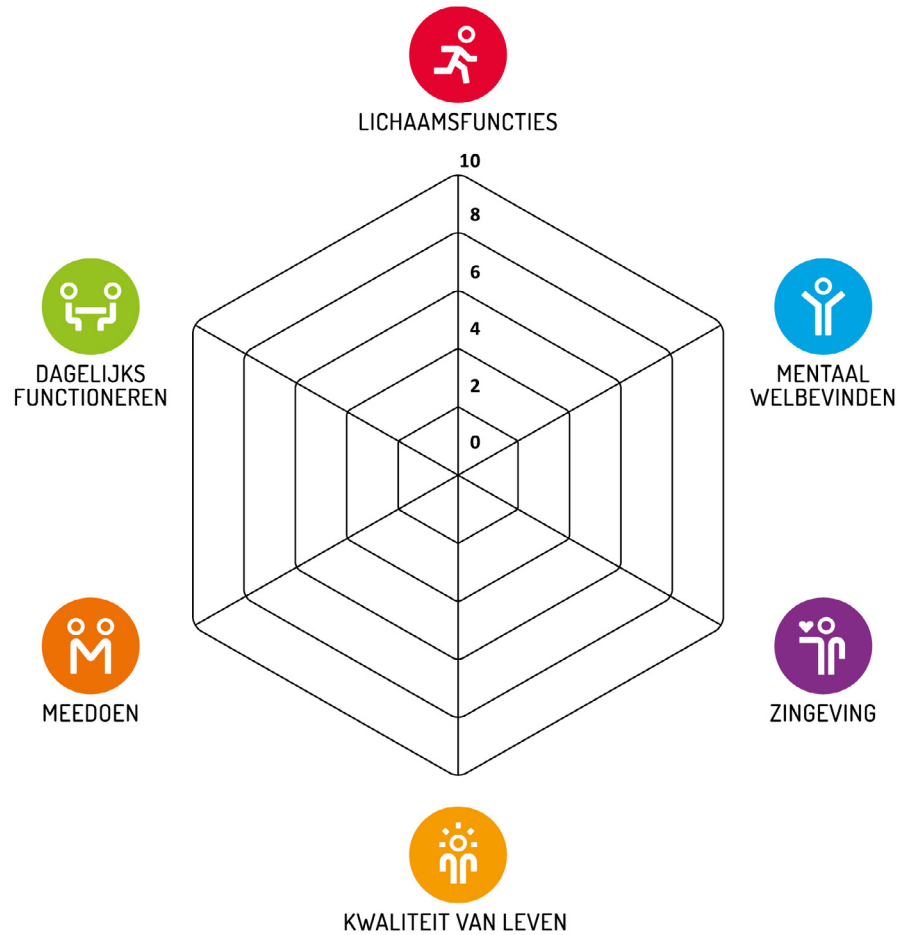 LICHAAMSFUNCTIES
10
8
6
4
2
0
DAGELIJKS
FUNCTIONEREN
MENTAAL
WELBEVINDEN
MEEDOEN
ZINGEVING
KWALITEIT VAN LEVEN